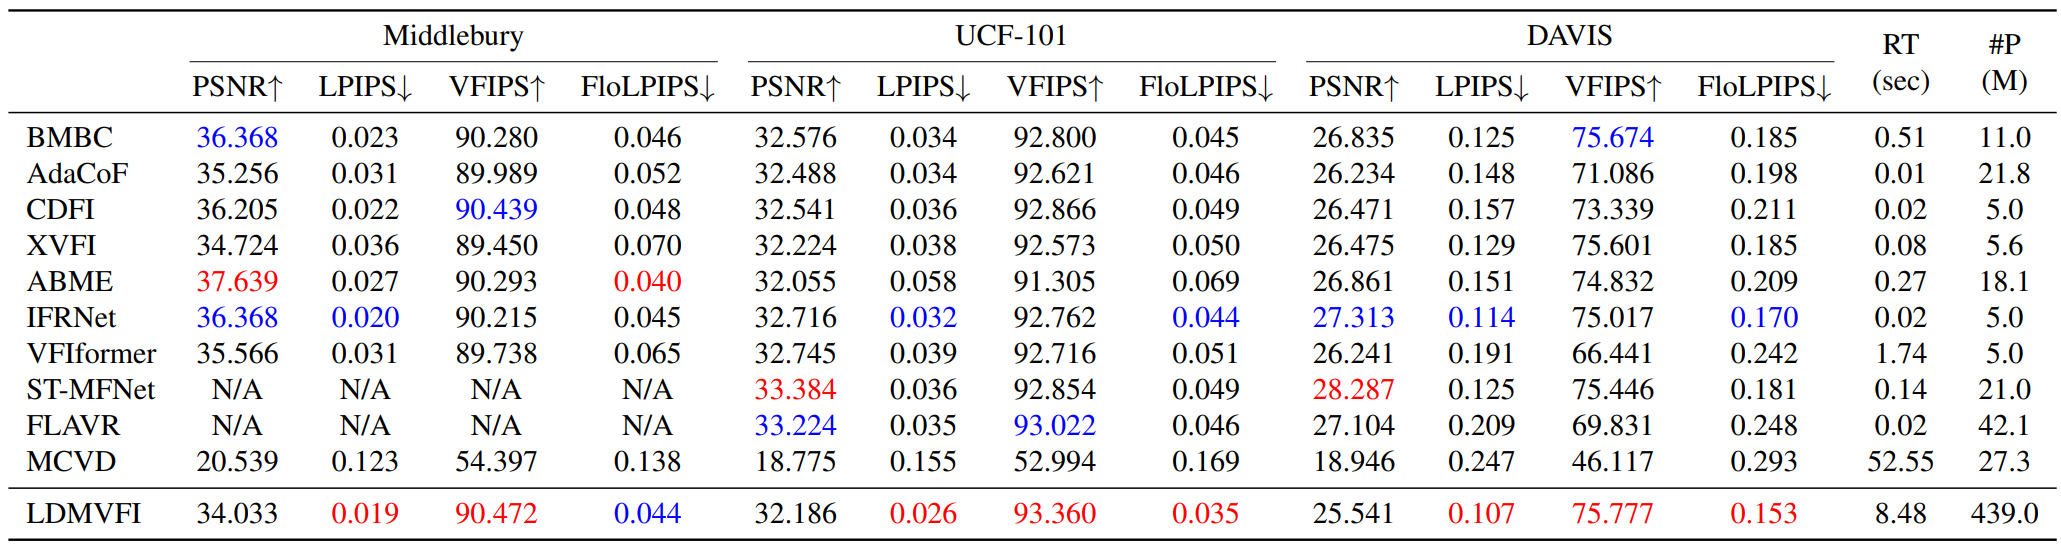 Middlebury UCF-101 DAVIS RT #P
PSNR↑ LPIPS↓ VFIPS↑ FloLPIPS↓ PSNR↑ LPIPS↓ VFIPS↑ FloLPIPS↓ PSNR↑ LPIPS↓ VFIPS↑ FloLPIPS↓ (sec) (M)
BMBC 36.368 0.023 90.280 0.046 32.576 0.034 92.800 0.045 26.835 0.125 75.674 0.185 0.51 11.0
AdaCoF 35.256 0.031 89.989 0.052 32.488 0.034 92.621 0.046 26.234 0.148 71.086 0.198 0.01 21.8
CDFI 36.205 0.022 90.439 0.048 32.541 0.036 92.866 0.049 26.471 0.157 73.339 0.211 0.02 5.0
XVFI 34.724 0.036 89.450 0.070 32.224 0.038 92.573 0.050 26.475 0.129 75.601 0.185 0.08 5.6
ABME 37.639 0.027 90.293 0.040 32.055 0.058 91.305 0.069 26.861 0.151 74.832 0.209 0.27 18.1
IFRNet 36.368 0.020 90.215 0.045 32.716 0.032 92.762 0.044 27.313 0.114 75.017 0.170 0.02 5.0
VFIformer 35.566 0.031 89.738 0.065 32.745 0.039 92.716 0.051 26.241 0.191 66.441 0.242 1.74 5.0
ST-MFNet N/A N/A N/A N/A 33.384 0.036 92.854 0.049 28.287 0.125 75.446 0.181 0.14 21.0
FLAVR N/A N/A N/A N/A 33.224 0.035 93.022 0.046 27.104 0.209 69.831 0.248 0.02 42.1
MCVD 20.539 0.123 54.397 0.138 18.775 0.155 52.994 0.169 18.946 0.247 46.117 0.293 52.55 27.3
LDMVFI 34.033 0.019 90.472 0.044 32.186 0.026 93.360 0.035 25.541 0.107 75.777 0.153 8.48 439.0